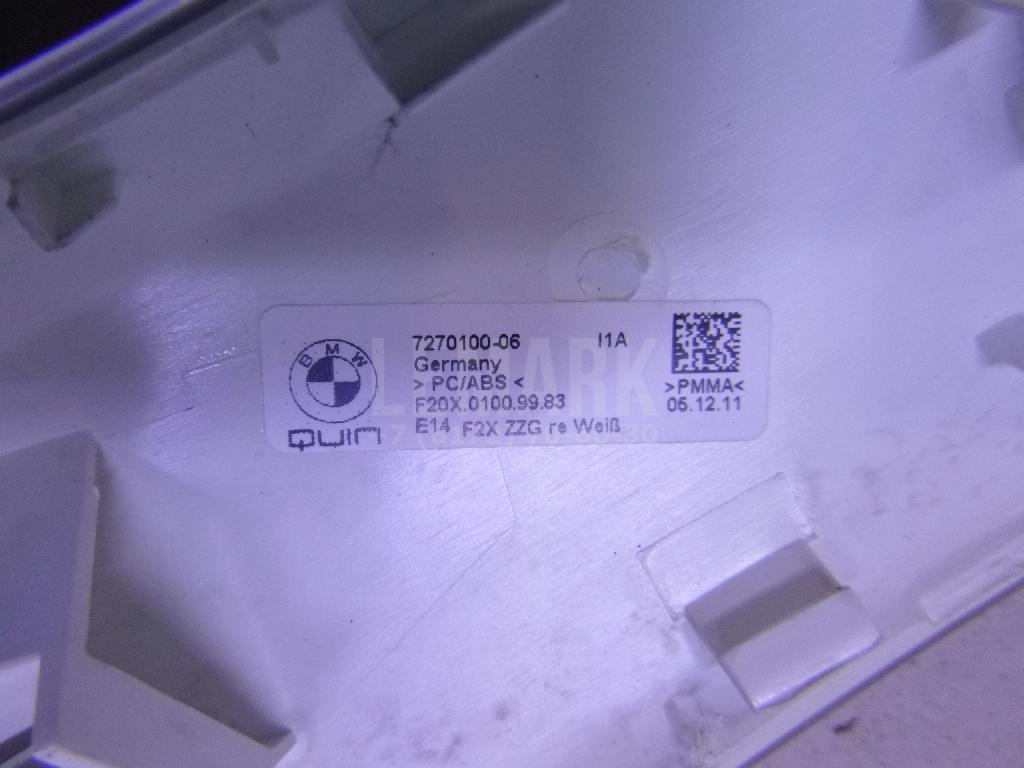 7270100-06 I1A
Germany
> PC/ABS < >PMMA<
F20X.0100.99.83 06.12.11
E14 F2X ZZG re Weiß
BMW
QUIN